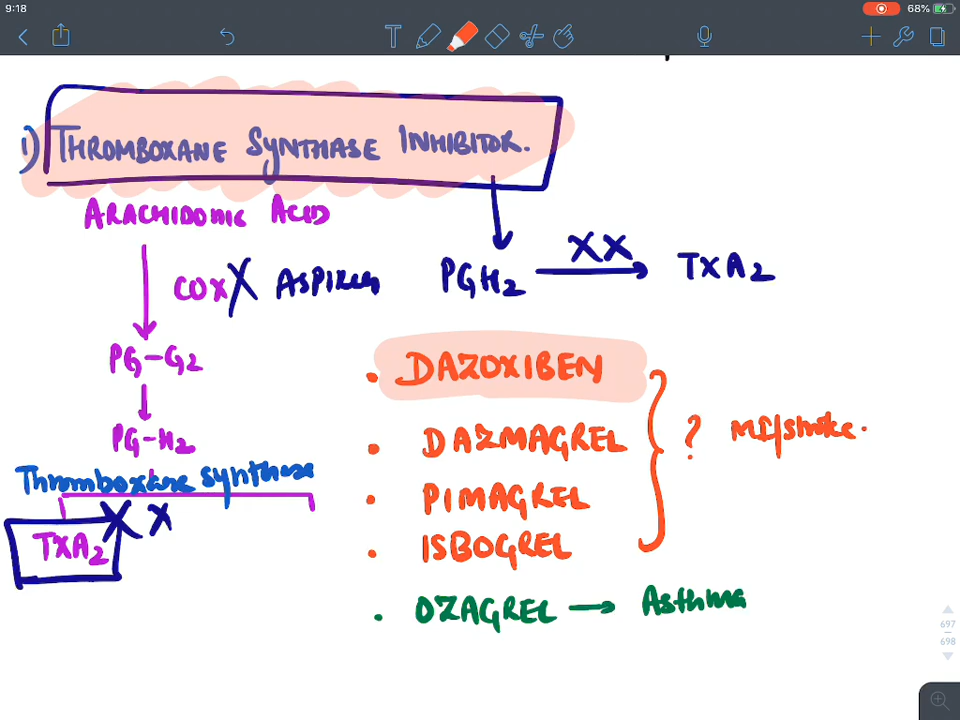 9:18
68%
T
1) THROMBOXANE SYNTHASE INHIBITOR.
ARACHIDONIC ACID
COX X ASPIRIN
PGH2 XX TXA2
PG-G2
PG-H2
Thromboxane synthase
X X
TXA2
• DAZOXIBEN
• DAZMAGREL
• PIMAGREL
• ISBOGREL
? MI/stroke.
• OZAGREL → Asthma
697
698